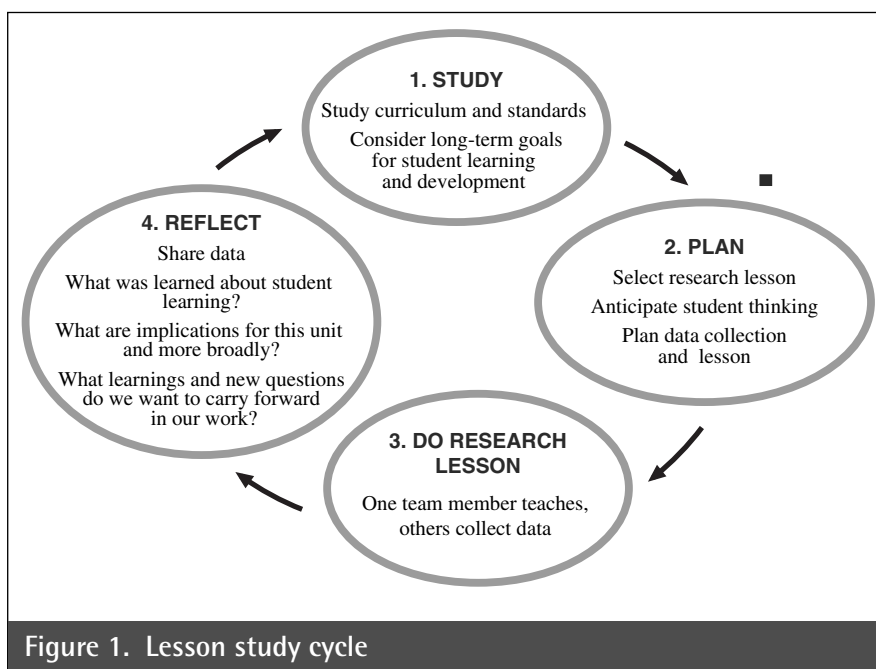 1. STUDY
Study curriculum and standards
Consider long-term goals
for student learning
and development
2. PLAN
Select research lesson
Anticipate student thinking
Plan data collection
and lesson
3. DO RESEARCH
LESSON
One team member teaches,
others collect data
4. REFLECT
Share data
What was learned about student
learning?
What are implications for this unit
and more broadly?
What learnings and new questions
do we want to carry forward
in our work?
Figure 1. Lesson study cycle